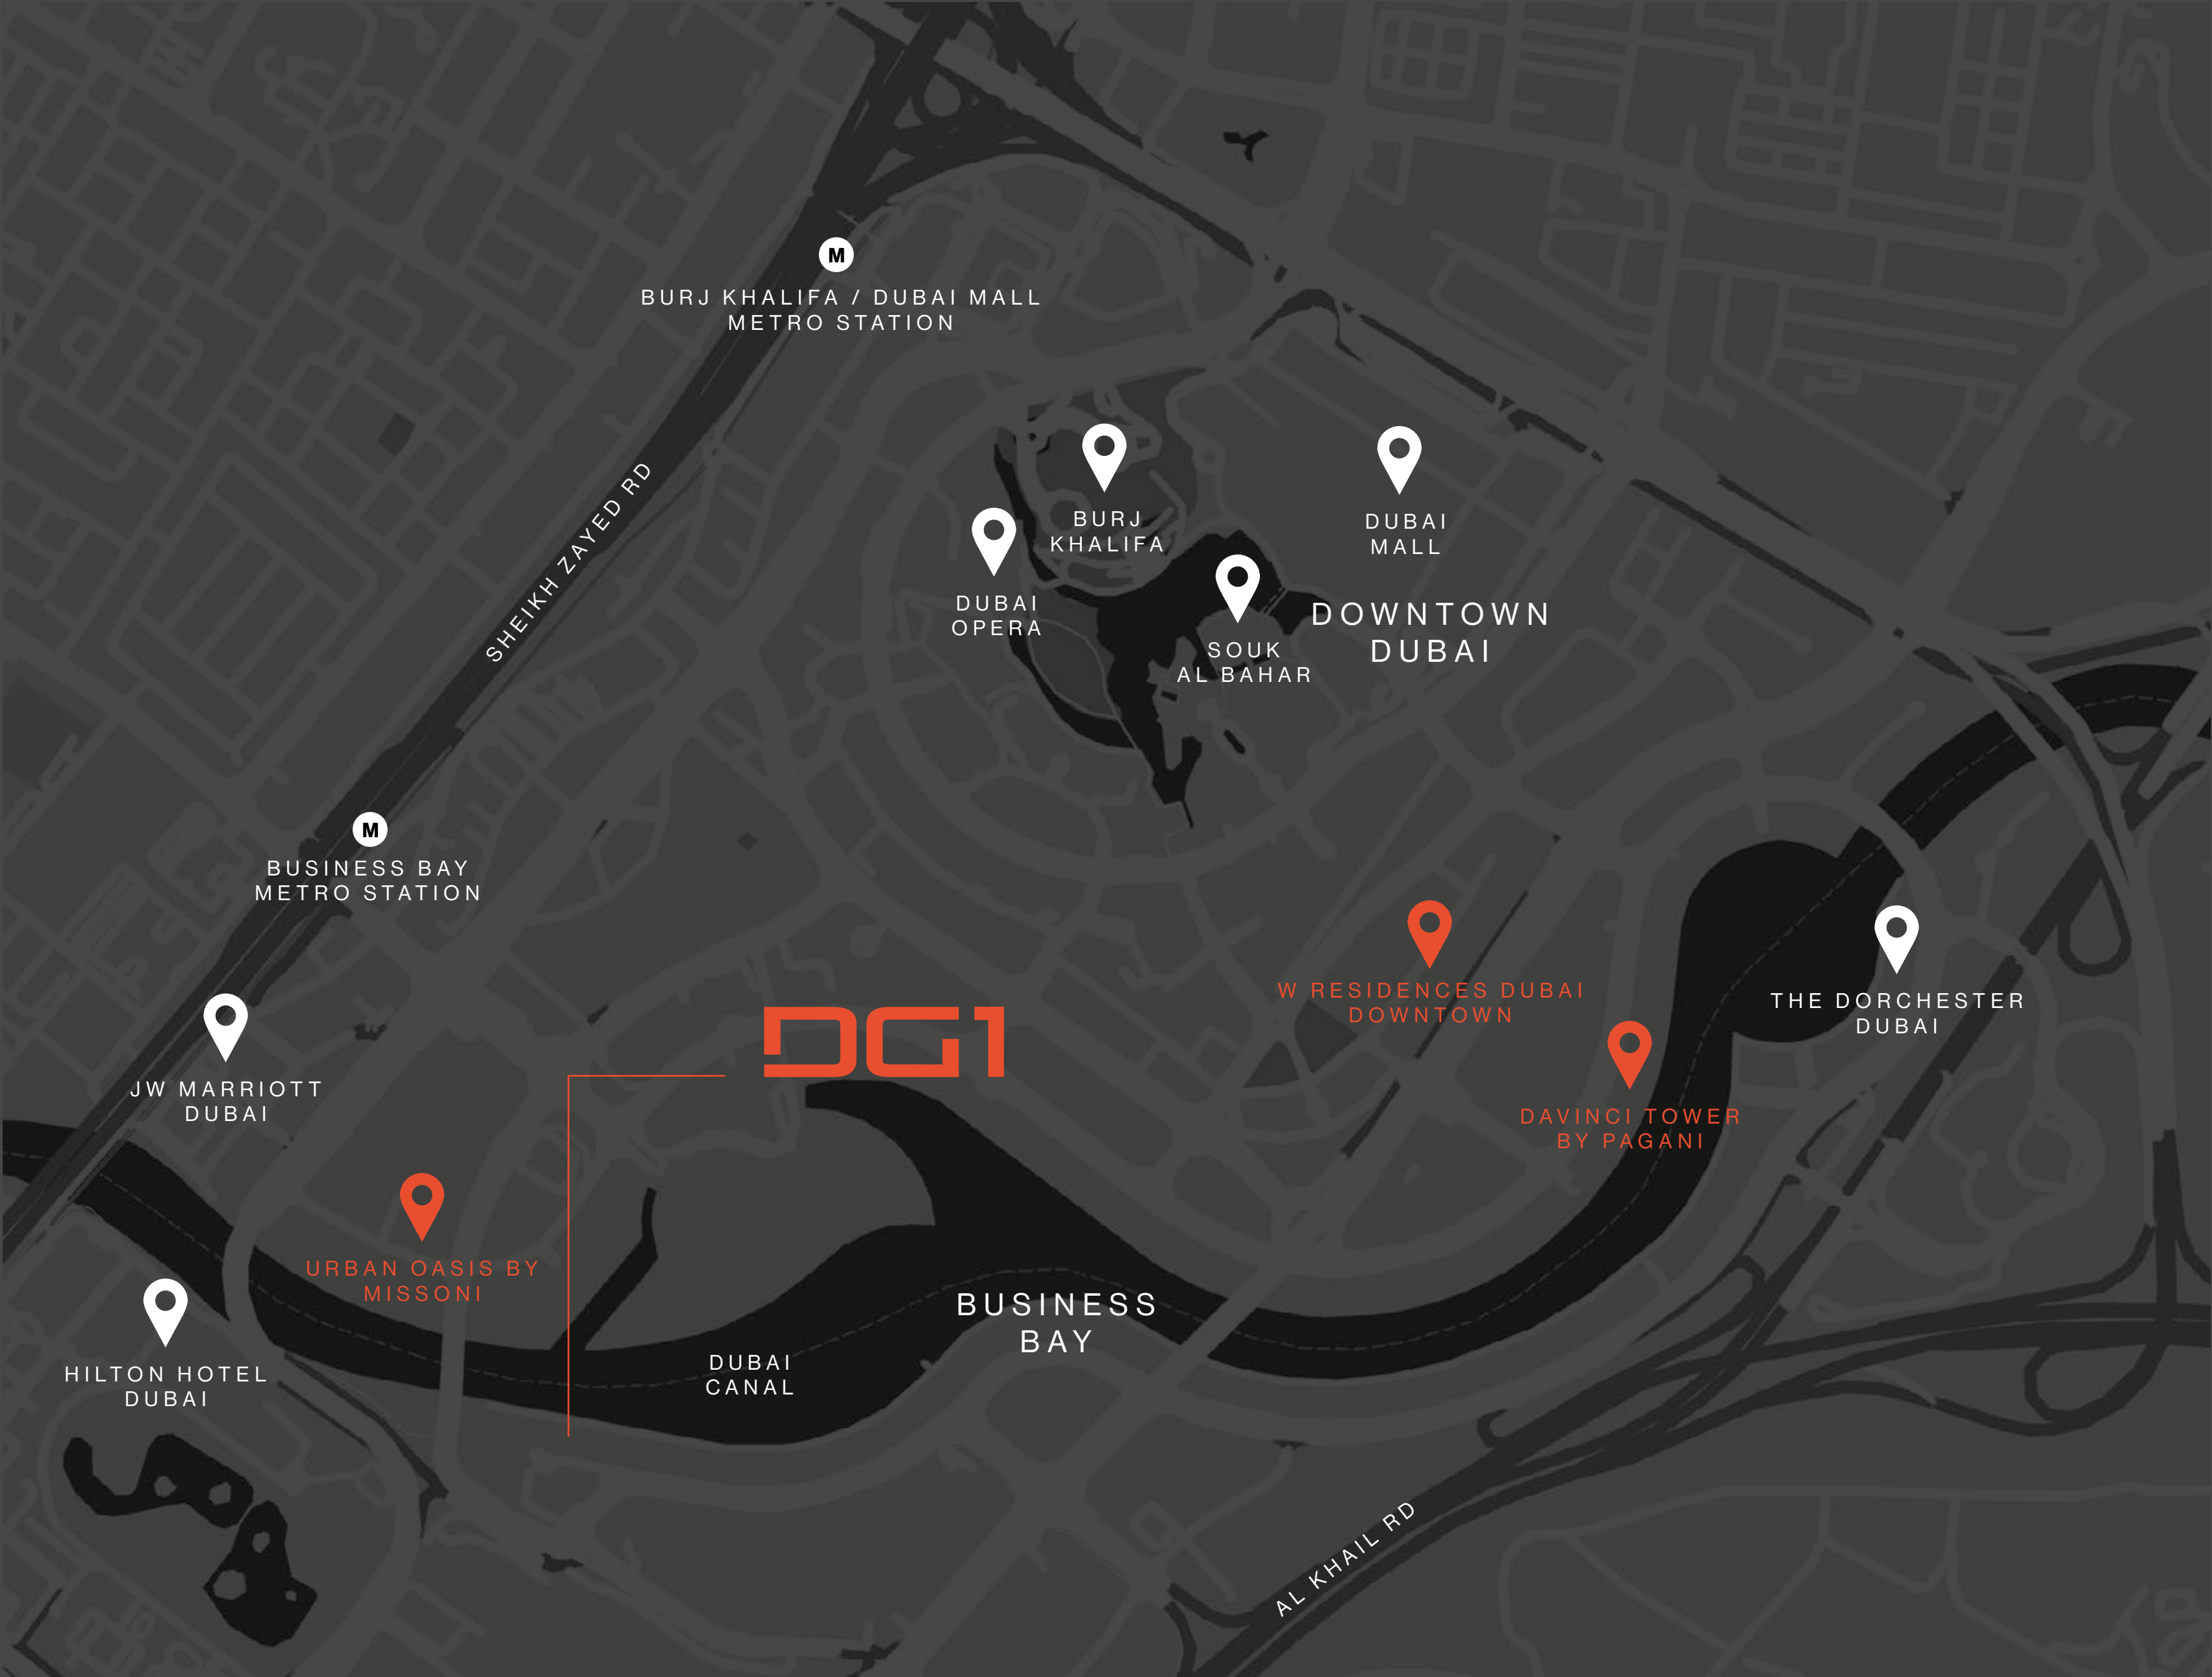 M
BURJ KHALIFA / DUBAI MALL
METRO STATION
SHEIKH ZAYED RD
BURJ
KHALIFA
DUBAI
MALL
DUBAI
OPERA
SOUK
AL BAHAR
DOWNTOWN
DUBAI
M
BUSINESS BAY
METRO STATION
W RESIDENCES DUBAI
DOWNTOWN
THE DORCHESTER
DUBAI
DG1
JW MARRIOTT
DUBAI
DAVINCI TOWER
BY PAGANI
URBAN OASIS BY
MISSONI
BUSINESS
BAY
HILTON HOTEL
DUBAI
DUBAI
CANAL
AL KHAIL RD